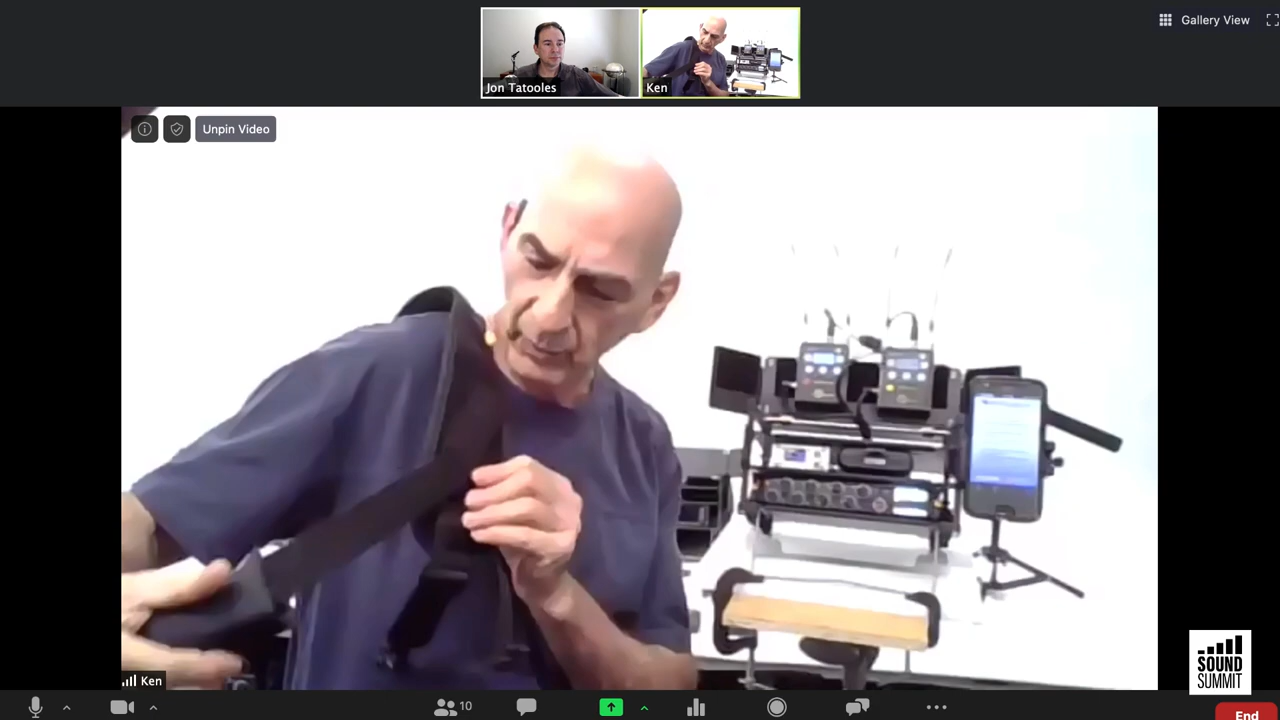 Gallery View
Jon Tatooles
Ken
Unpin Video
Ken
10
SOUND
SUMMIT
End